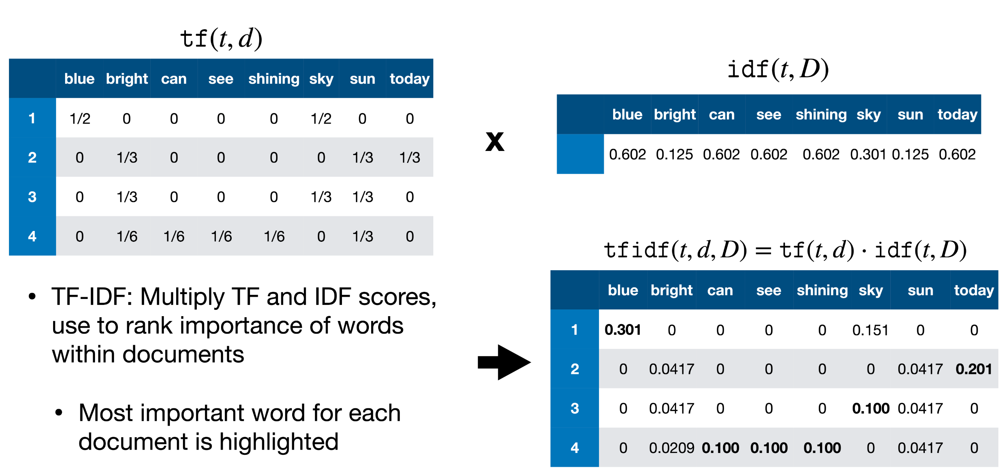 tf(t, d)
blue bright can see shining sky sun today
1 1/2 0 0 0 0 1/2 0 0
2 0 1/3 0 0 0 0 1/3 1/3
3 0 1/3 0 0 0 1/3 1/3 0
4 0 1/6 1/6 1/6 1/6 0 1/3 0
x
idf(t, D)
blue bright can see shining sky sun today
0.602 0.125 0.602 0.602 0.602 0.301 0.125 0.602
• TF-IDF: Multiply TF and IDF scores,
use to rank importance of words
within documents
• Most important word for each
document is highlighted
tfidf(t, d, D) = tf(t, d) · idf(t, D)
blue bright can see shining sky sun today
1 0.301 0 0 0 0 0.151 0 0
2 0 0.0417 0 0 0 0 0.0417 0.201
3 0 0.0417 0 0 0 0.100 0.0417 0
4 0 0.0209 0.100 0.100 0.100 0 0.0417 0